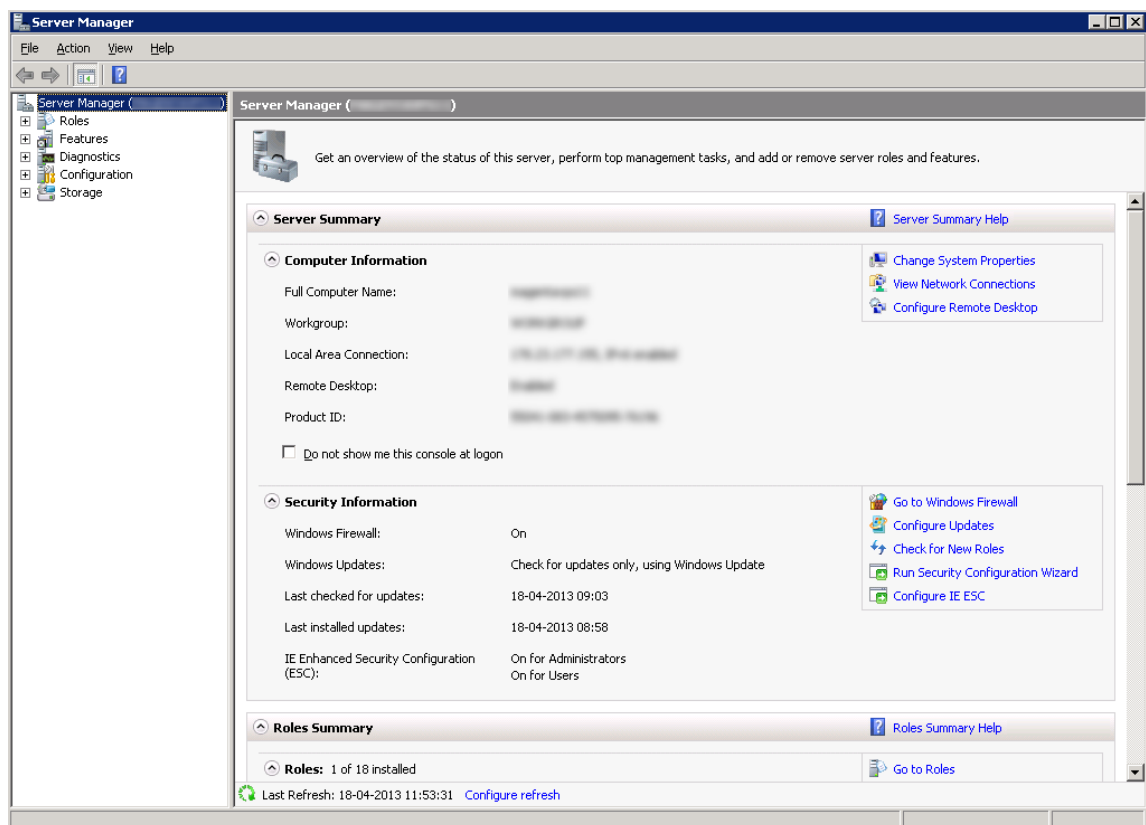 Server Manager
File Action View Help
Server Manager ( )
Roles
Features
Diagnostics
Configuration
Storage
Server Manager ( )
Get an overview of the status of this server, perform top management tasks, and add or remove server roles and features.
Server Summary
Server Summary Help
Computer Information
Full Computer Name:
Workgroup:
Local Area Connection:
Remote Desktop:
Product ID:
Do not show me this console at logon
Change System Properties
View Network Connections
Configure Remote Desktop
Security Information
Windows Firewall: On
Windows Updates: Check for updates only, using Windows Update
Last checked for updates: 18-04-2013 09:03
Last installed updates: 18-04-2013 08:58
IE Enhanced Security Configuration On for Administrators
(ESC): On for Users
Go to Windows Firewall
Configure Updates
Check for New Roles
Run Security Configuration Wizard
Configure IE ESC
Roles Summary
Roles Summary Help
Roles: 1 of 18 installed
Go to Roles
Last Refresh: 18-04-2013 11:53:31 Configure refresh